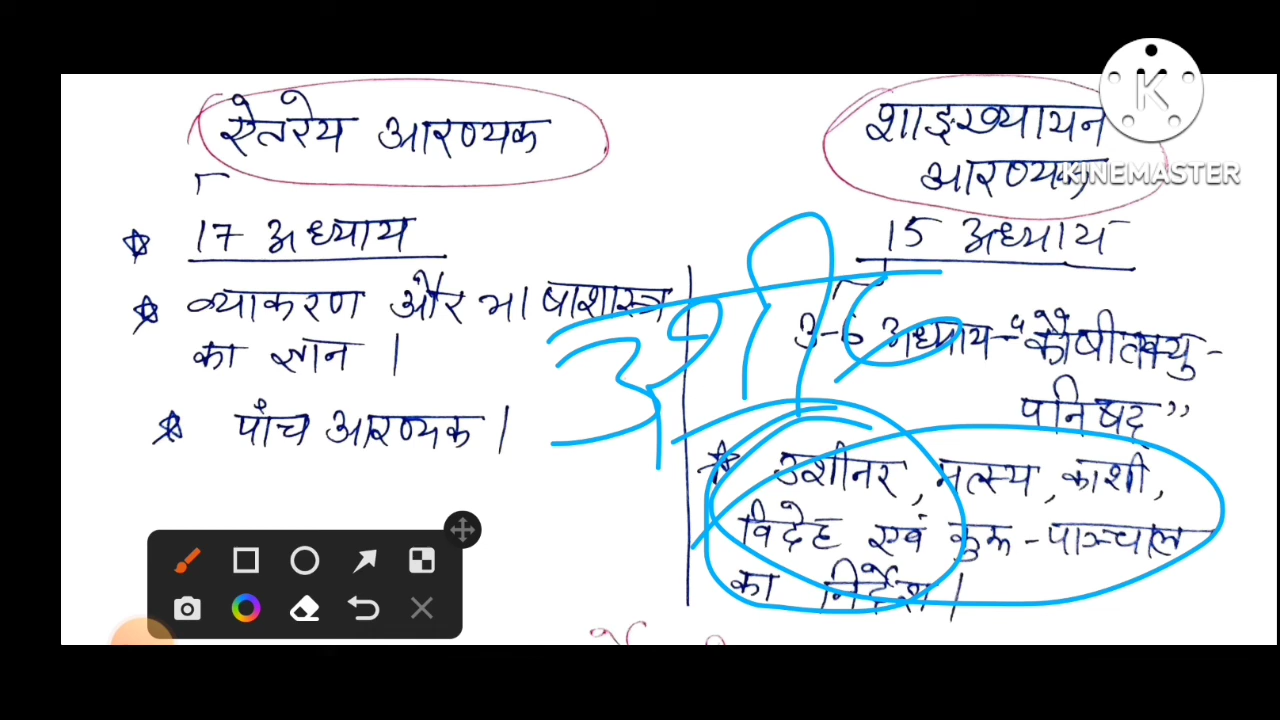 ऐतरेय आरण्यक
17 अध्याय
व्याकरण और भाषाशास्त्र
का ज्ञान |
पाँच आरण्यक |
शाङ्ख्यायन
आरण्यक
15 अध्याय
3-6 अध्याय - "कौषीतक्यु-
पनिषद्"
उशीनर, मत्स्य, काशी,
विदेह एवं कुरू - पाञ्चाल
का निर्देश |
K
KINEMASTER